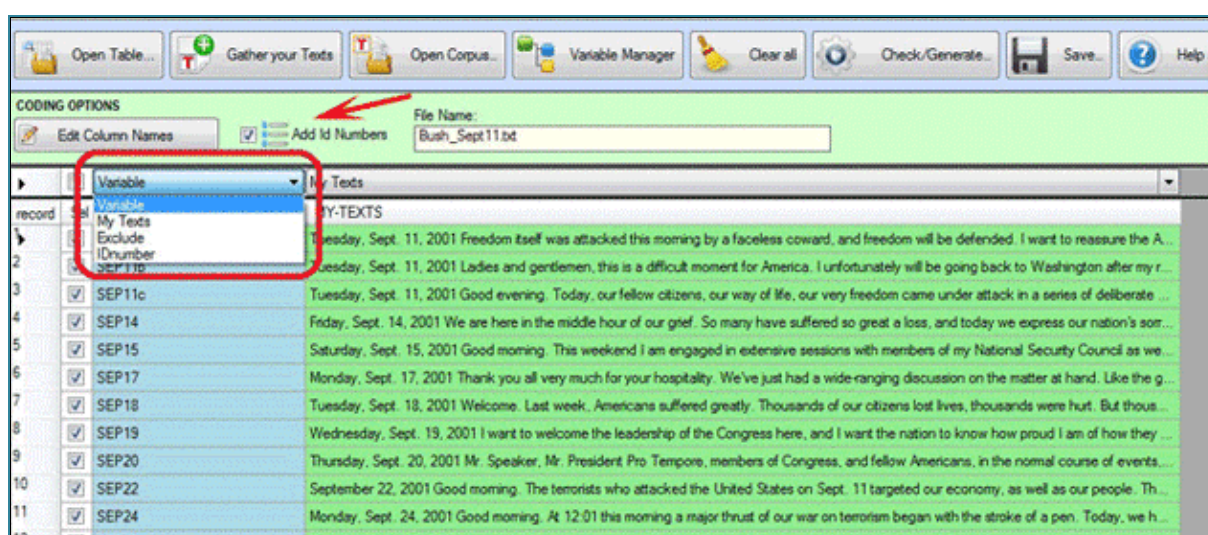 Open Table... Gather your Texts Open Corpus... Variable Manager Clear all Check/Generate... Save... Help
CODING OPTIONS
Edit Column Names Add Id Numbers
File Name:
Bush_Sept11.txt
Variable My Texts
Variable
My Texts
Exclude
IDnumber
record Sel MY-TEXTS
1 Tuesday, Sept. 11, 2001 Freedom itself was attacked this morning by a faceless coward, and freedom will be defended. I want to reassure the A...
2 SEP11b Tuesday, Sept. 11, 2001 Ladies and gentlemen, this is a difficult moment for America. I unfortunately will be going back to Washington after my r...
3 SEP11c Tuesday, Sept. 11, 2001 Good evening. Today, our fellow citizens, our way of life, our very freedom came under attack in a series of deliberate ...
4 SEP14 Friday, Sept. 14, 2001 We are here in the middle hour of our grief. So many have suffered so great a loss, and today we express our nation's sorr...
5 SEP15 Saturday, Sept. 15, 2001 Good morning. This weekend I am engaged in extensive sessions with members of my National Security Council as we...
6 SEP17 Monday, Sept. 17, 2001 Thank you all very much for your hospitality. We've just had a wide-ranging discussion on the matter at hand. Like the g...
7 SEP18 Tuesday, Sept. 18, 2001 Welcome. Last week, Americans suffered greatly. Thousands of our citizens lost lives, thousands were hurt. But thous...
8 SEP19 Wednesday, Sept. 19, 2001 I want to welcome the leadership of the Congress here, and I want the nation to know how proud I am of how they ...
9 SEP20 Thursday, Sept. 20, 2001 Mr. Speaker, Mr. President Pro Tempore, members of Congress, and fellow Americans, in the normal course of events,...
10 SEP22 September 22, 2001 Good morning. The terrorists who attacked the United States on Sept. 11 targeted our economy, as well as our people. Th...
11 SEP24 Monday, Sept. 24, 2001 Good morning. At 12:01 this morning a major thrust of our war on terrorism began with the stroke of a pen. Today, we h...